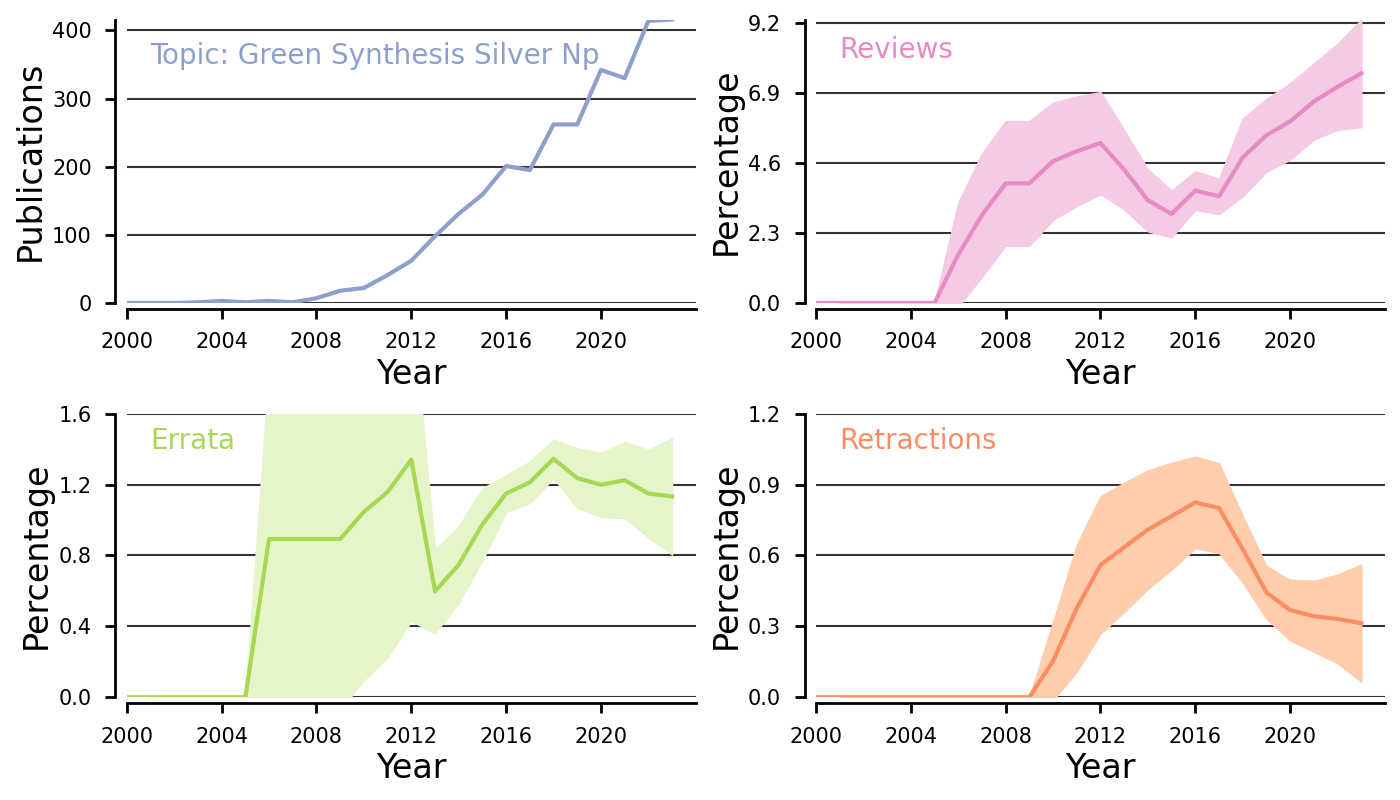 Publications
400
300
200
100
0
Topic: Green Synthesis Silver Np
2000 2004 2008 2012 2016 2020
Year
Percentage
9.2
6.9
4.6
2.3
0.0
Reviews
2000 2004 2008 2012 2016 2020
Year
Percentage
1.6
1.2
0.8
0.4
0.0
Errata
2000 2004 2008 2012 2016 2020
Year
Percentage
1.2
0.9
0.6
0.3
0.0
Retractions
2000 2004 2008 2012 2016 2020
Year